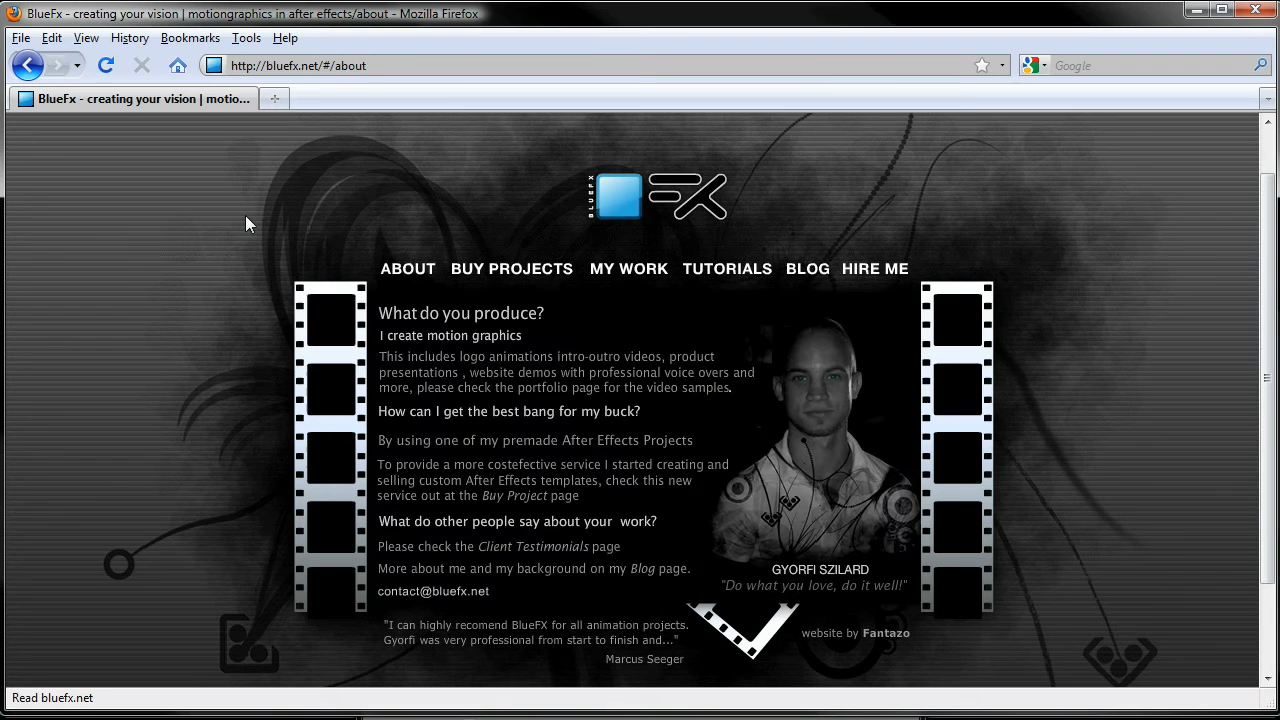 BlueFx - creating your vision | motiongraphics in after effects/about - Mozilla Firefox
File Edit View History Bookmarks Tools Help
http://bluefx.net/#/about
Google
BlueFx - creating your vision | motio...
BLUEFX
FX
ABOUT BUY PROJECTS MY WORK TUTORIALS BLOG HIRE ME
What do you produce?
I create motion graphics
This includes logo animations intro-outro videos, product
presentations , website demos with professional voice overs and
more, please check the portfolio page for the video samples.
How can I get the best bang for my buck?
By using one of my premade After Effects Projects
To provide a more costefective service I started creating and
selling custom After Effects templates, check this new
service out at the Buy Project page
What do other people say about your work?
Please check the Client Testimonials page
More about me and my background on my Blog page.
contact@bluefx.net
GYORFI SZILARD
"Do what you love, do it well!"
"I can highly recomend BlueFX for all animation projects.
Gyorfi was very professional from start to finish and..."
Marcus Seeger
website by Fantazo
Read bluefx.net